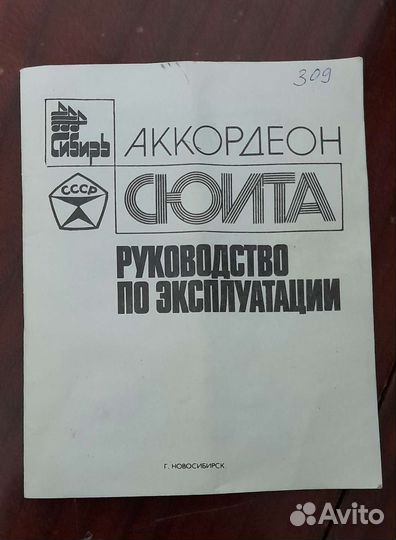 309
Сибирь
АККОРДЕОН
СССР
СЮИТА
РУКОВОДСТВО
ПО ЭКСПЛУАТАЦИИ
Г. НОВОСИБИРСК
Avito